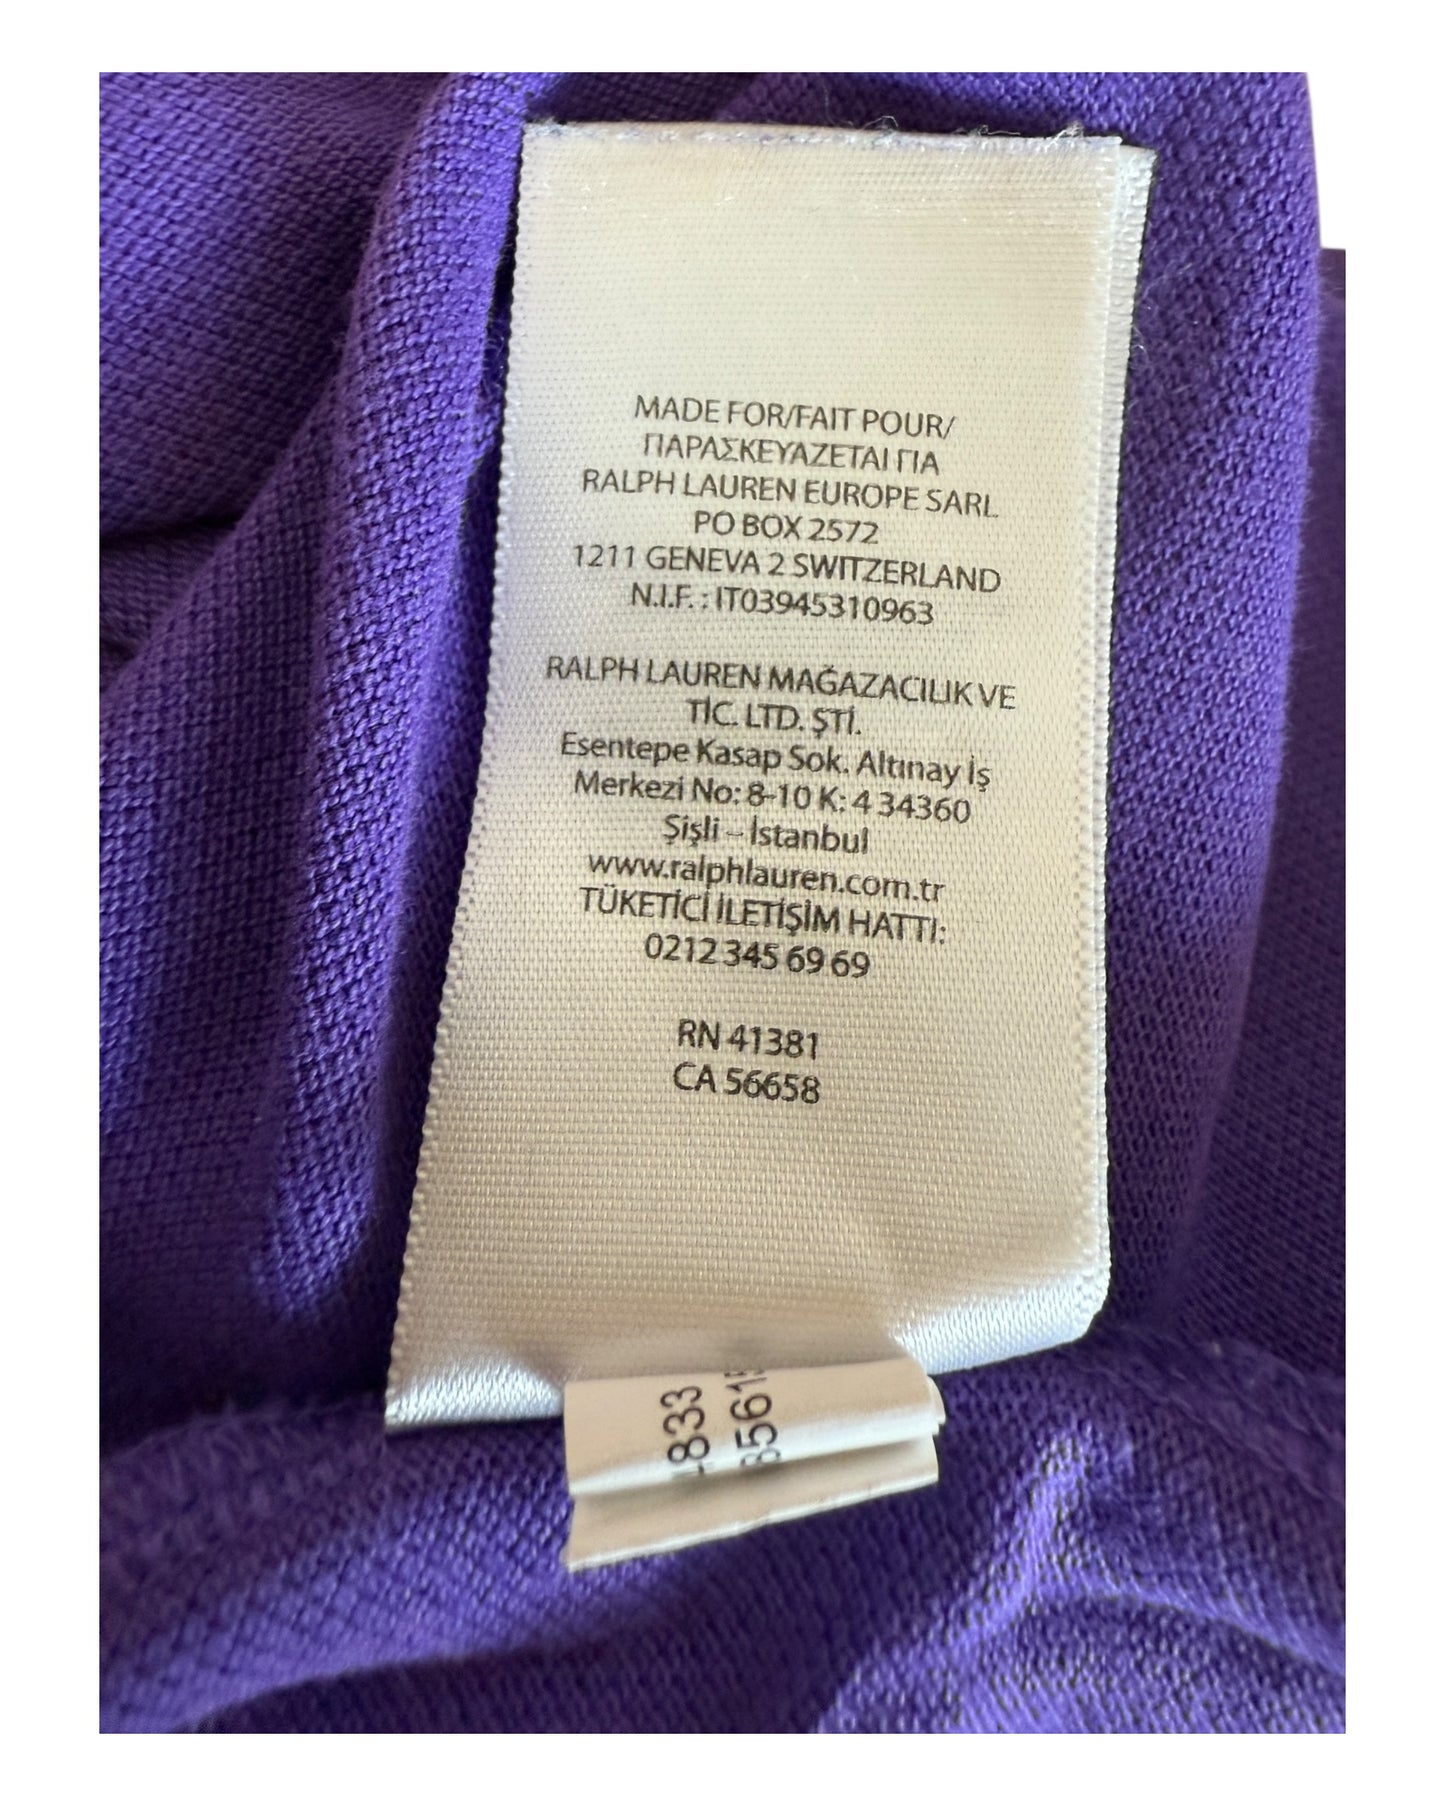 MADE FOR/FAIT POUR/
ΠΑΡΑΣΚΕΥΑΖΕΤΑΙ ΓΙΑ
RALPH LAUREN EUROPE SARL
PO BOX 2572
1211 GENEVA 2 SWITZERLAND
N.I.F. : IT03945310963
RALPH LAUREN MAĞAZACILIK VE
TİC. LTD. ŞTİ.
Esentepe Kasap Sok. Altınay İş
Merkezi No: 8-10 K: 4 34360
Şişli – İstanbul
www.ralphlauren.com.tr
TÜKETİCİ İLETİŞİM HATTI:
0212 345 69 69
RN 41381
CA 56658